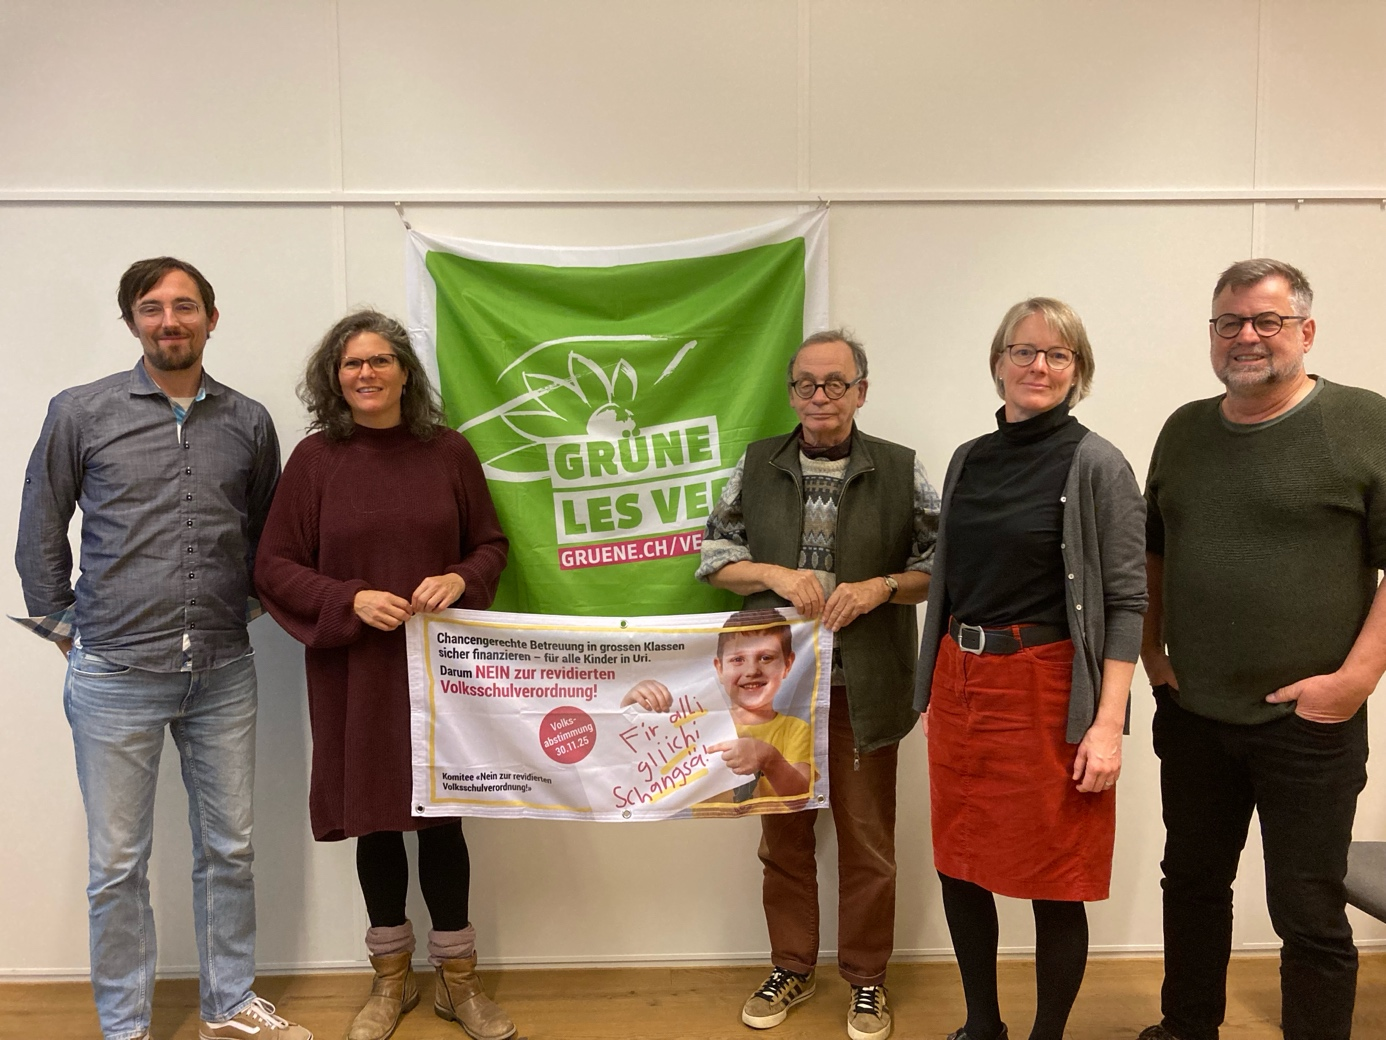 GRÜNE
LES VE
GRUENE.CH/VE
Chancengerechte Betreuung in grossen Klassen
sicher finanzieren – für alle Kinder in Uri.
Darum NEIN zur revidierten
Volksschulverordnung!
Volks-
abstimmung
30.11.25
Fir alli
gliichi
Schangsä!
Komitee «Nein zur revidierten
Volksschulverordnung!»